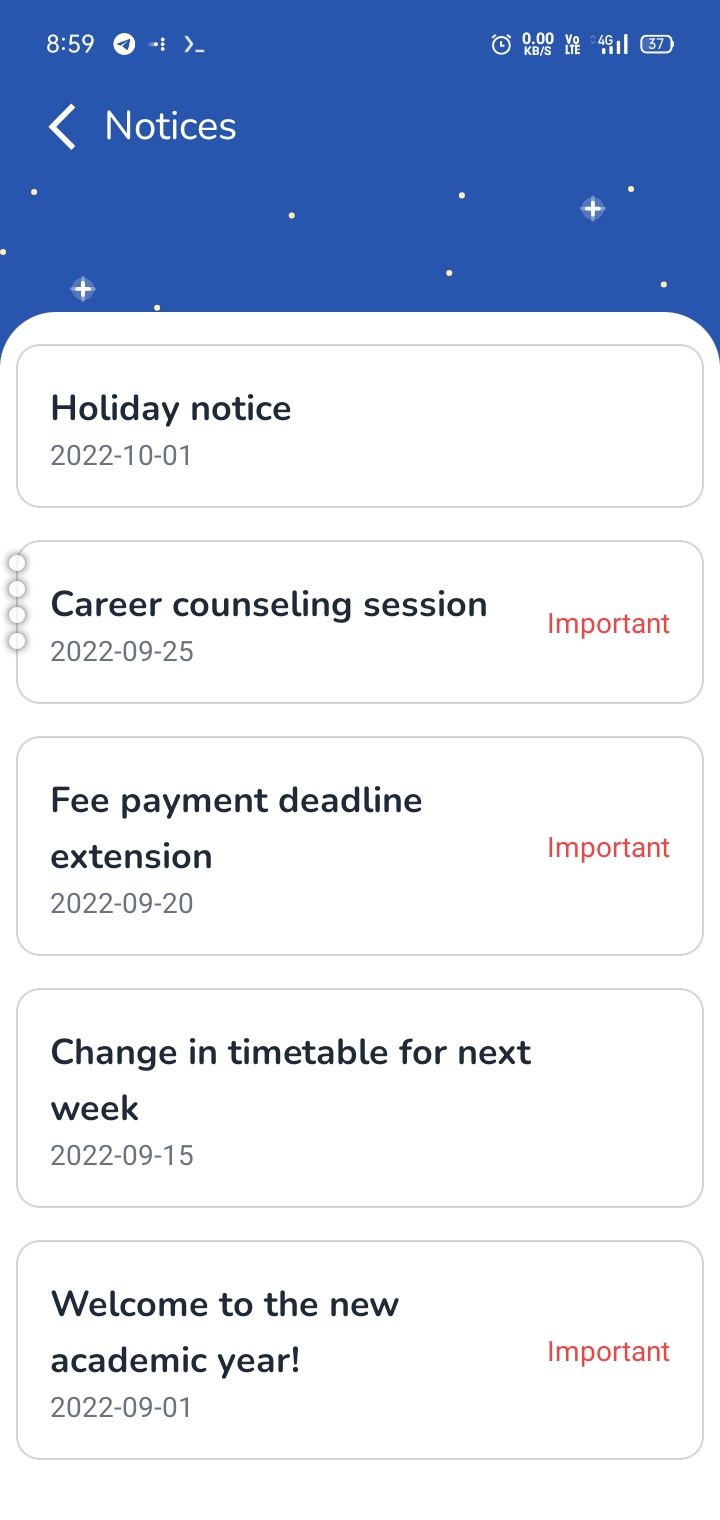 8:59 0.00 KB/S Vo LTE 4G 37
Notices
Holiday notice
2022-10-01
Career counseling session
Important
2022-09-25
Fee payment deadline
extension
Important
2022-09-20
Change in timetable for next
week
2022-09-15
Welcome to the new
academic year!
Important
2022-09-01